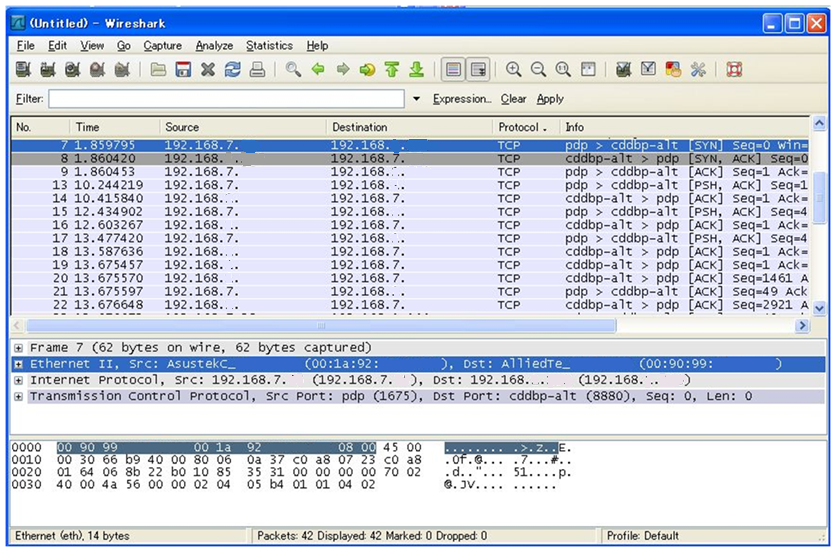 (Untitled) - Wireshark
File Edit View Go Capture Analyze Statistics Help
Filter: Expression... Clear Apply
No. Time Source Destination Protocol . Info
7 1.859795 192.168.7. 192.168. . TCP pdp > cddbp-alt [SYN] Seq=0 Win=
8 1.860420 192.168. . 192.168.7. TCP cddbp-alt > pdp [SYN, ACK] Seq=0
9 1.860453 192.168.7. 192.168. . TCP pdp > cddbp-alt [ACK] Seq=1 Ack=
13 10.244219 192.168.7. 192.168. . TCP pdp > cddbp-alt [PSH, ACK] Seq=1
14 10.415840 192.168. . 192.168.7. TCP cddbp-alt > pdp [ACK] Seq=1 Ack=
15 12.434902 192.168. . 192.168.7. TCP cddbp-alt > pdp [PSH, ACK] Seq=4
16 12.603267 192.168.7. 192.168. . TCP pdp > cddbp-alt [ACK] Seq=1 Ack=
17 13.477420 192.168.7. 192.168. . TCP pdp > cddbp-alt [PSH, ACK] Seq=4
18 13.587636 192.168. . 192.168.7. TCP cddbp-alt > pdp [ACK] Seq=1 Ack=
19 13.675457 192.168. . 192.168.7. TCP cddbp-alt > pdp [ACK] Seq=1 Ack=
20 13.675570 192.168. . 192.168.7. TCP cddbp-alt > pdp [ACK] Seq=1461 A
21 13.675597 192.168.7. 192.168. . TCP pdp > cddbp-alt [ACK] Seq=49 Ack
22 13.676648 192.168. . 192.168.7. TCP cddbp-alt > pdp [ACK] Seq=2921 A
Frame 7 (62 bytes on wire, 62 bytes captured)
Ethernet II, Src: AsustekC_ (00:1a:92: ), Dst: AlliedTe_ (00:90:99: )
Internet Protocol, Src: 192.168.7. (192.168.7. ), Dst: 192.168. . (192.168. . )
Transmission Control Protocol, Src Port: pdp (1675), Dst Port: cddbp-alt (8880), Seq: 0, Len: 0
0000 00 90 99 00 1a 92 08 00 45 00 ........ .>.z..E.
0010 00 30 66 b9 40 00 80 06 0a 37 c0 a8 07 23 c0 a8 .0f.@... .7...#..
0020 01 64 06 8b 22 b0 10 85 35 31 00 00 00 00 70 02 .d..".... 51....p.
0030 40 00 4a 56 00 00 02 04 05 b4 01 01 04 02 @.JV.... ......
Ethernet (eth), 14 bytes Packets: 42 Displayed: 42 Marked: 0 Dropped: 0 Profile: Default